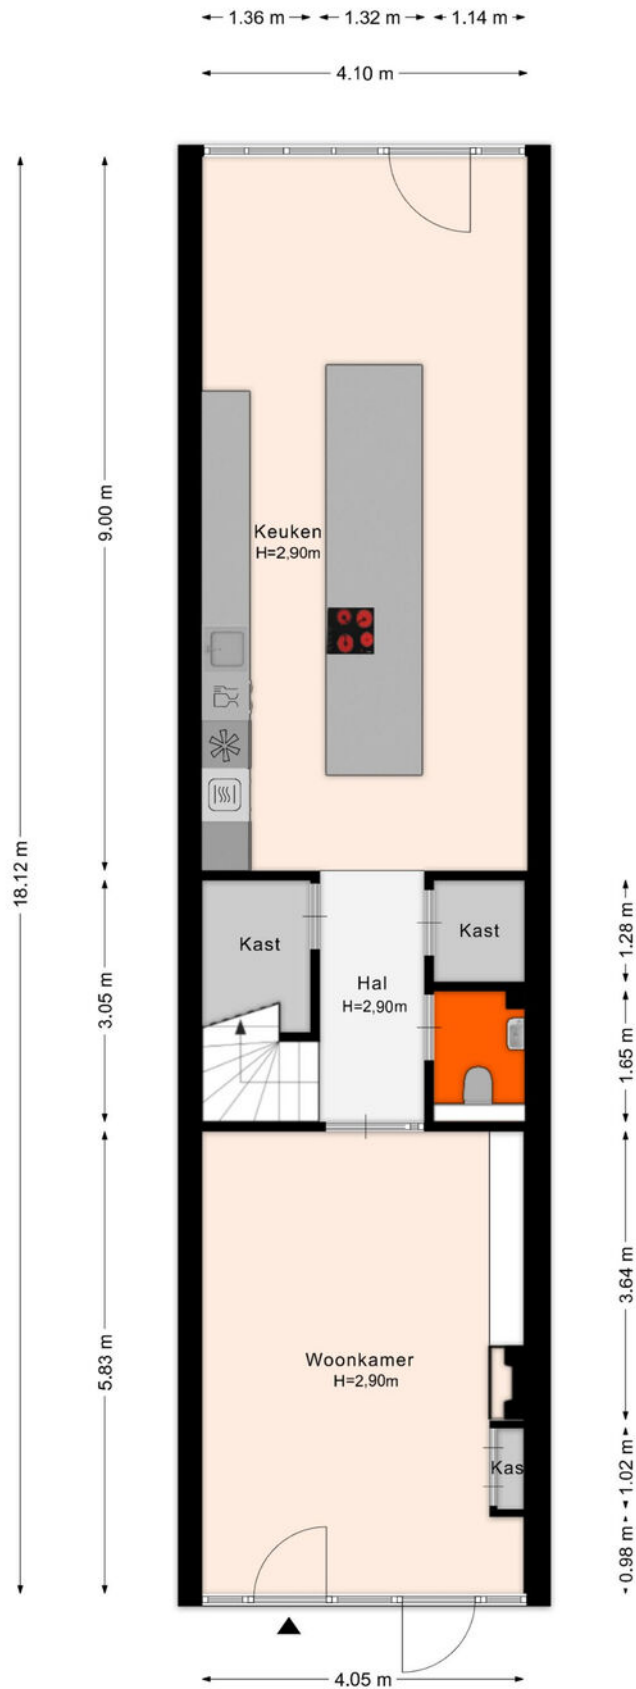 1.36 m
1.32 m
1.14 m
4.10 m
9.00 m
Keuken
H=2,90m
18.12 m
3.05 m
Kast
Hal
H=2,90m
Kast
1.28 m
1.65 m
5.83 m
Woonkamer
H=2,90m
3.64 m
Kas
1.02 m
0.98 m
4.05 m